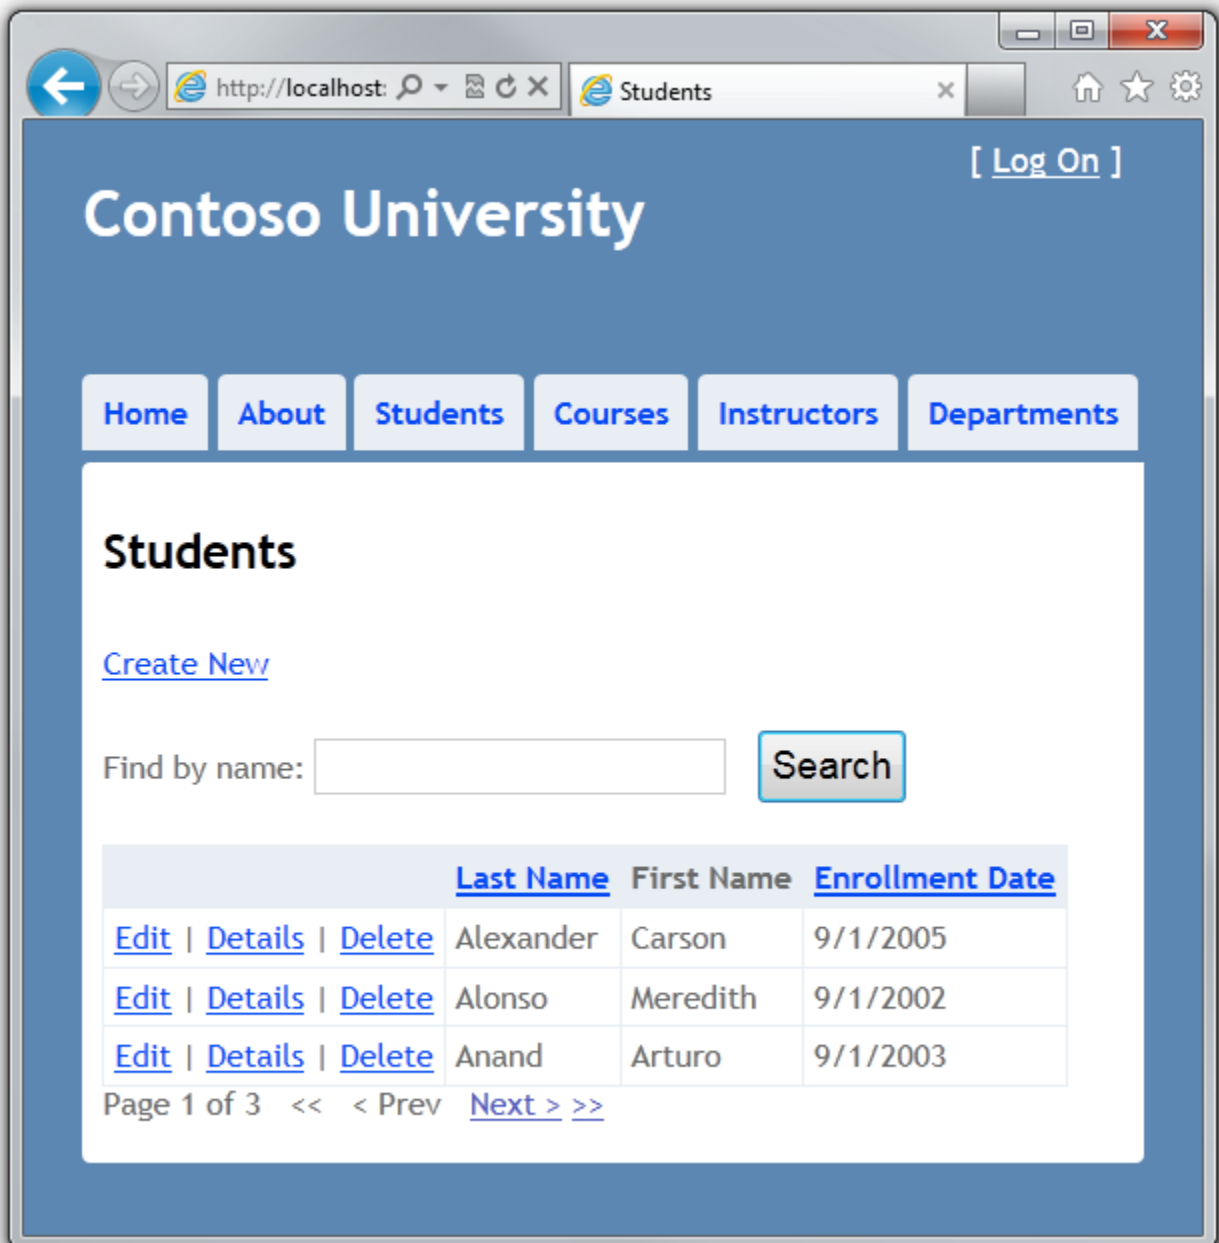 http://localhost: Students
[ Log On ]
Contoso University
Home About Students Courses Instructors Departments
Students
Create New
Find by name: Search
Last Name First Name Enrollment Date
Edit | Details | Delete Alexander Carson 9/1/2005
Edit | Details | Delete Alonso Meredith 9/1/2002
Edit | Details | Delete Anand Arturo 9/1/2003
Page 1 of 3 << < Prev Next > >>